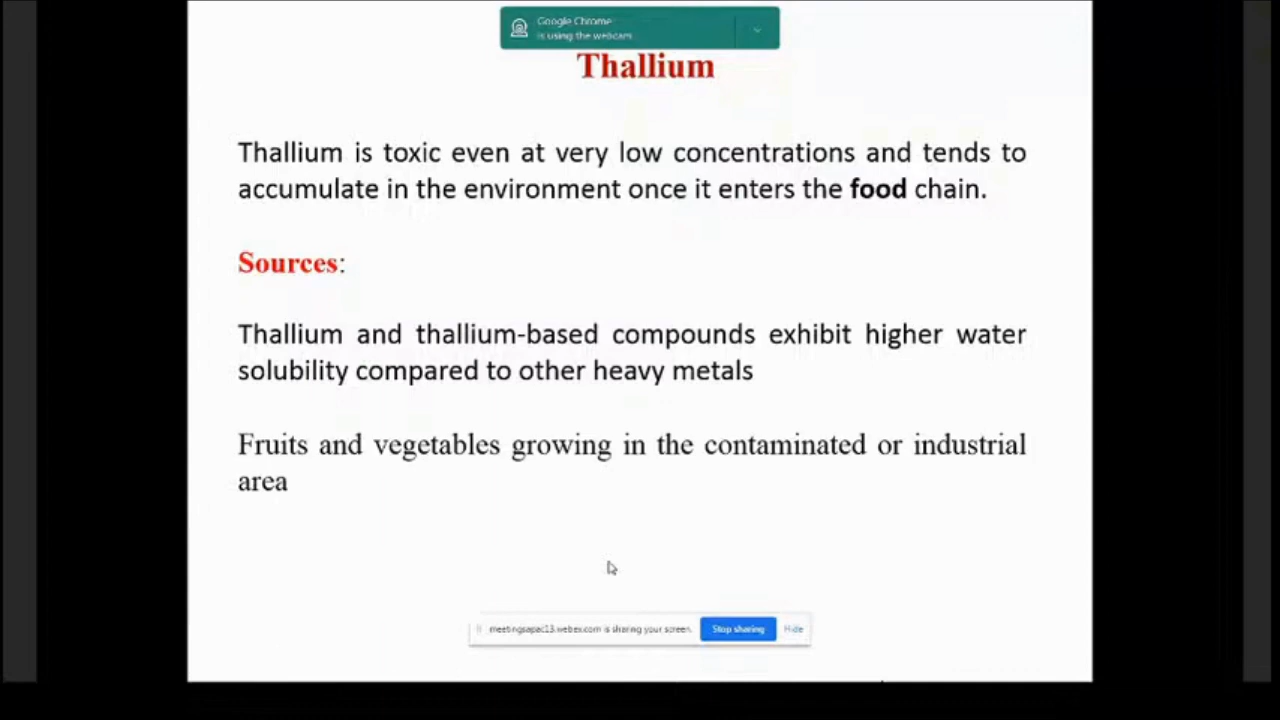 Google Chrome
is using the webcam
Thallium
Thallium is toxic even at very low concentrations and tends to
accumulate in the environment once it enters the food chain.
Sources:
Thallium and thallium-based compounds exhibit higher water
solubility compared to other heavy metals
Fruits and vegetables growing in the contaminated or industrial
area
meetingsapac13.webex.com is sharing your screen. Stop sharing Hide